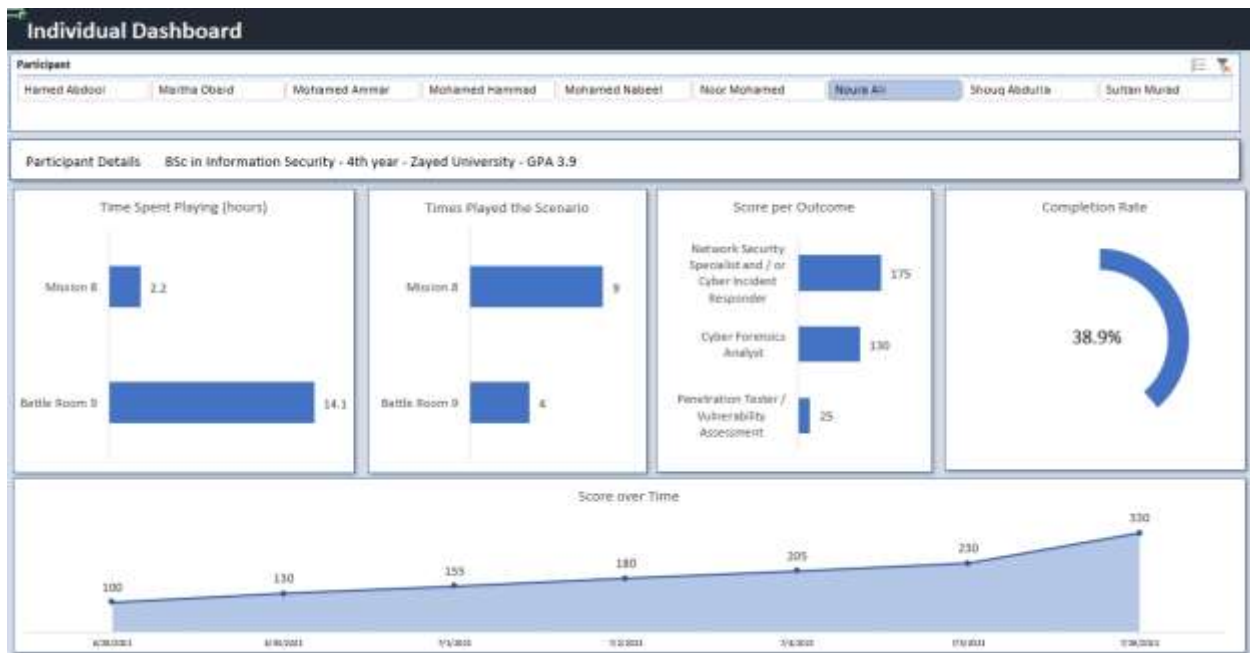 Individual Dashboard
Participant
Hamed Abdool Maitha Obaid Mohamed Ammar Mohamed Hammad Mohamed Nabeel Noor Mohamed Noura Ali Shouq Abdulla Sultan Murad
Participant Details BSc in Information Security - 4th year - Zayed University - GPA 3.9
Time Spent Playing (hours)
Mission 8
2.2
Battle Room 9
14.1
Times Played the Scenario
Mission 8
9
Battle Room 9
4
Score per Outcome
Network Security
Specialist and / or
Cyber Incident
Responder
175
Cyber Forensics
Analyst
130
Penetration Tester /
Vulnerability
Assessment
25
Completion Rate
38.9%
Score over Time
100
130
155
180
205
230
330